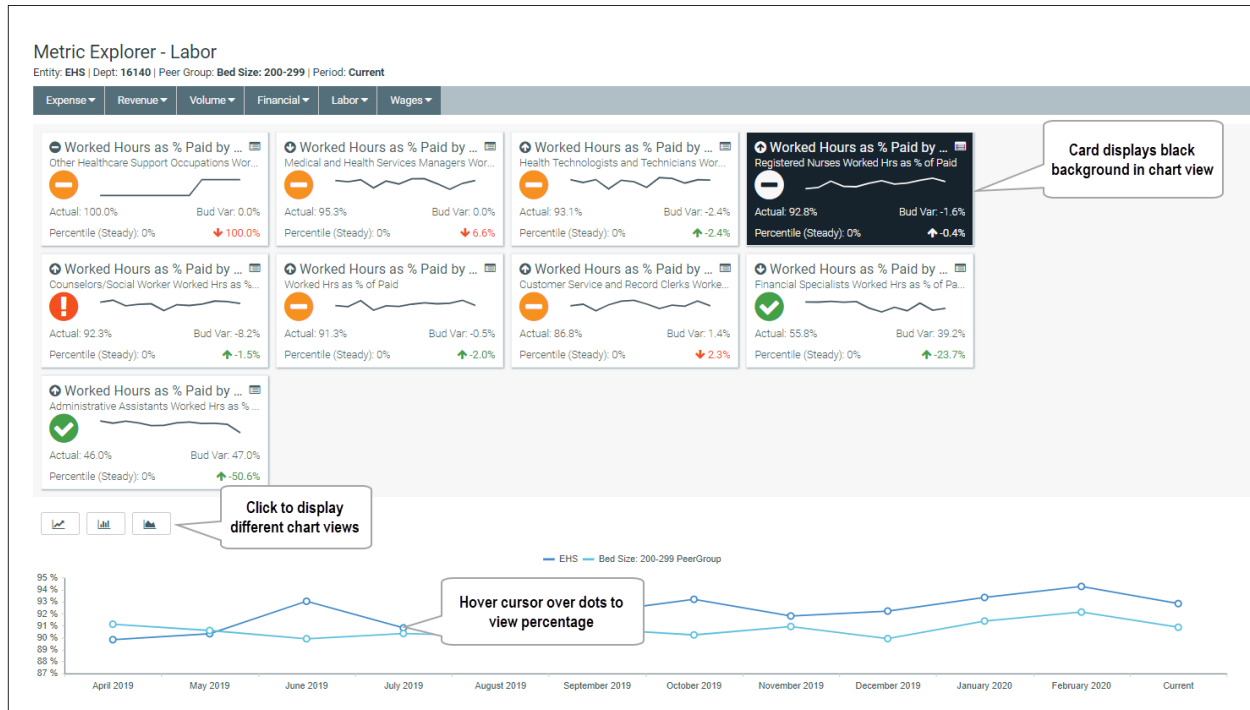 Metric Explorer - Labor
Entity: EHS | Dept: 16140 | Peer Group: Bed Size: 200-299 | Period: Current
Expense Revenue Volume Financial Labor Wages
Worked Hours as % Paid by ...
Other Healthcare Support Occupations Wor...
Actual: 100.0% Bud Var: 0.0%
Percentile (Steady): 0% 100.0%
Worked Hours as % Paid by ...
Medical and Health Services Managers Wor...
Actual: 95.3% Bud Var: 0.0%
Percentile (Steady): 0% 6.6%
Worked Hours as % Paid by ...
Health Technologists and Technicians Wor...
Actual: 93.1% Bud Var: -2.4%
Percentile (Steady): 0% -2.4%
Worked Hours as % Paid by ...
Registered Nurses Worked Hrs as % of Paid
Actual: 92.8% Bud Var: -1.6%
Percentile (Steady): 0% -0.4%
Card displays black
background in chart view
Worked Hours as % Paid by ...
Counselors/Social Worker Worked Hrs as %...
Actual: 92.3% Bud Var: -8.2%
Percentile (Steady): 0% -1.5%
Worked Hours as % Paid by ...
Worked Hrs as % of Paid
Actual: 91.3% Bud Var: -0.5%
Percentile (Steady): 0% -2.0%
Worked Hours as % Paid by ...
Customer Service and Record Clerks Worke...
Actual: 86.8% Bud Var: 1.4%
Percentile (Steady): 0% 2.3%
Worked Hours as % Paid by ...
Financial Specialists Worked Hrs as % of Pa...
Actual: 55.8% Bud Var: 39.2%
Percentile (Steady): 0% -23.7%
Worked Hours as % Paid by ...
Administrative Assistants Worked Hrs as % ...
Actual: 46.0% Bud Var: 47.0%
Percentile (Steady): 0% -50.6%
Click to display
different chart views
EHS Bed Size: 200-299 PeerGroup
95 %
94 %
93 %
92 %
91 %
90 %
89 %
88 %
87 %
Hover cursor over dots to
view percentage
April 2019 May 2019 June 2019 July 2019 August 2019 September 2019 October 2019 November 2019 December 2019 January 2020 February 2020 Current